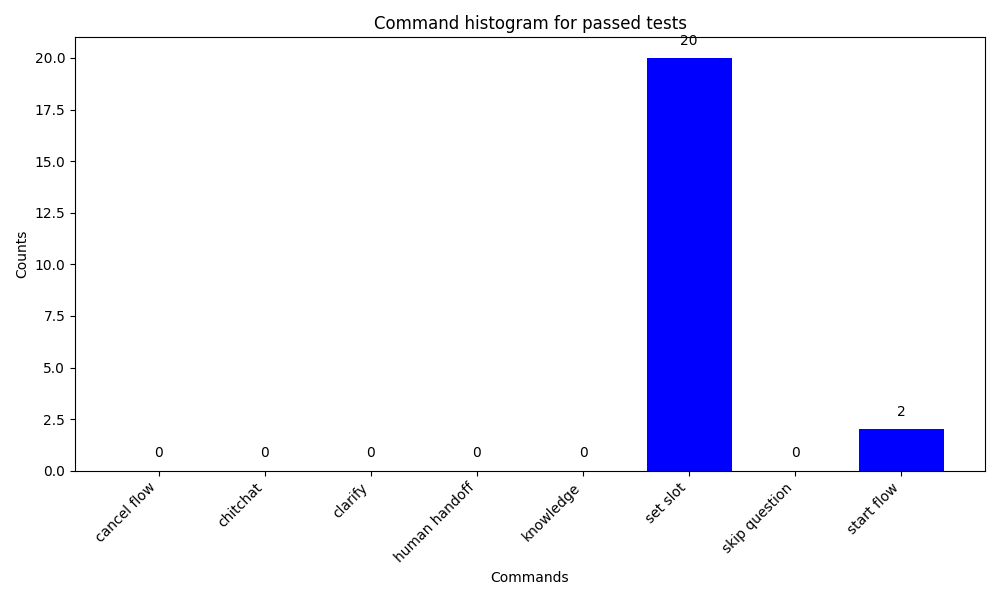 Command histogram for passed tests
20
20.0
17.5
15.0
12.5
10.0
7.5
5.0
2.5
0.0
Counts
0
0
0
0
0
0
2
cancel flow
chitchat
clarify
human handoff
knowledge
set slot
skip question
start flow
Commands